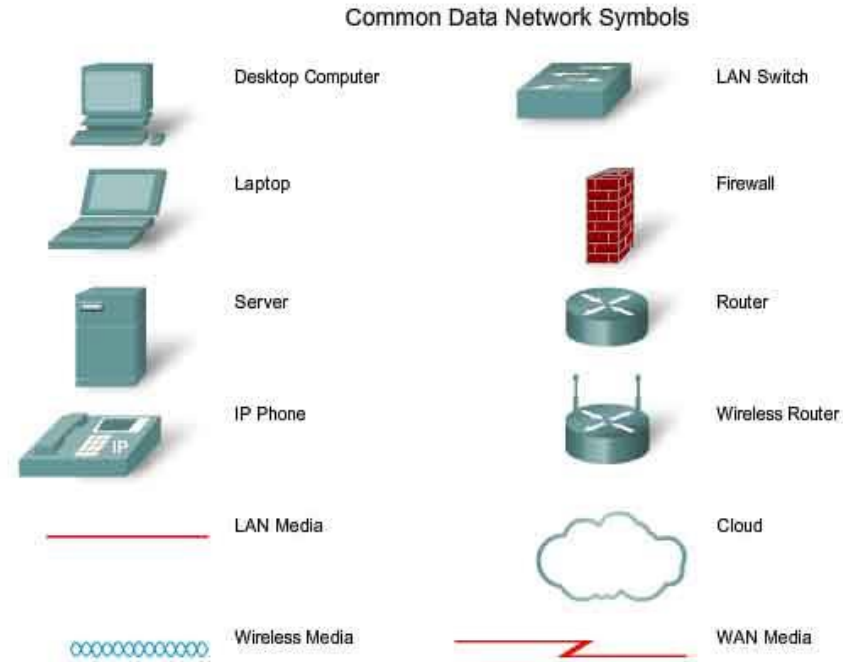 Common Data Network Symbols
Desktop Computer
LAN Switch
Laptop
Firewall
Server
Router
IP Phone
IP
Wireless Router
LAN Media
Cloud
Wireless Media
WAN Media